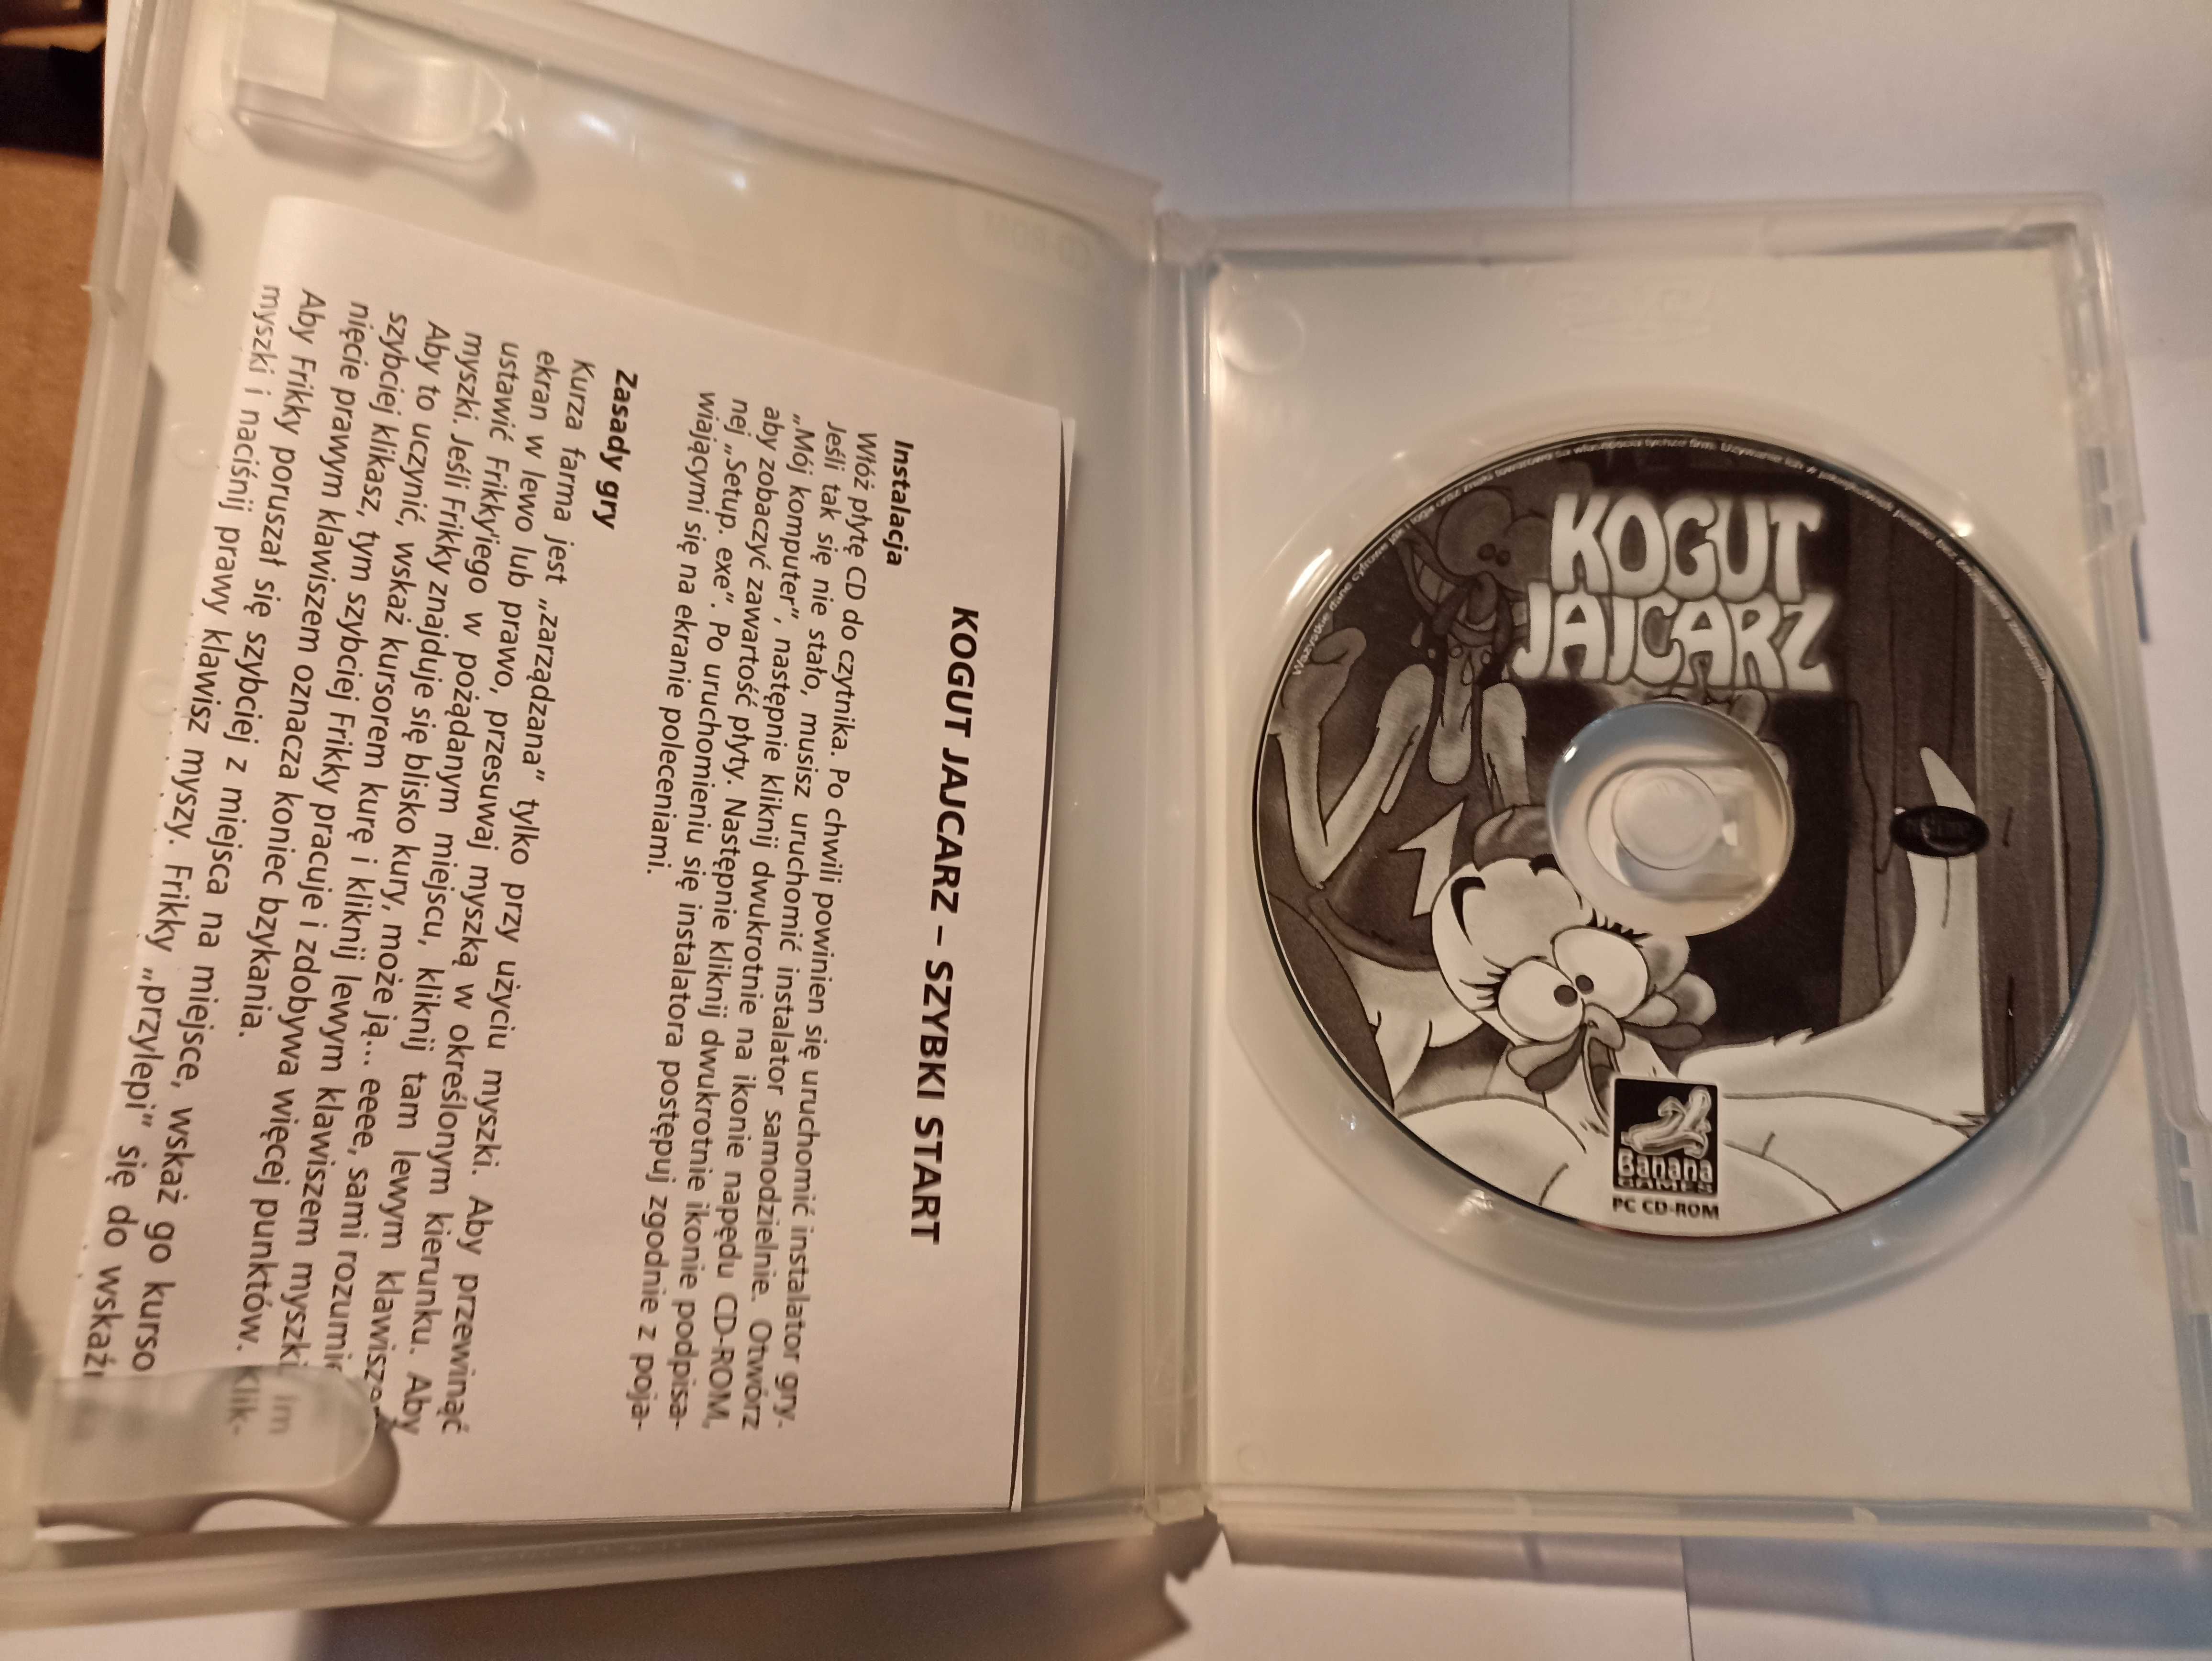 KOGUT JAJCARZ – SZYBKI START
Instalacja
Włóż płytę CD do czytnika. Po chwili powinien się uruchomić instalator gry.
Jeśli tak się nie stało, musisz uruchomić instalator samodzielnie. Otwórz
„Mój komputer”, następnie kliknij dwukrotnie na ikonie napędu CD-ROM,
aby zobaczyć zawartość płyty. Następnie kliknij dwukrotnie ikonie podpisa-
nej „Setup. exe”. Po uruchomieniu się instalatora postępuj zgodnie z poja-
wiającymi się na ekranie poleceniami.
Zasady gry
Kurza farma jest „zarządzana” tylko przy użyciu myszki. Aby przewinąć
ekran w lewo lub prawo, przesuwaj myszką w określonym kierunku. Aby
ustawić Frikky'iego w pożądanym miejscu, kliknij tam lewym klawisze
myszki. Jeśli Frikky znajduje się blisko kury, może ją... eeee, sami rozumie
Aby to uczynić, wskaż kursorem kurę i kliknij lewym klawiszem myszki. Im
szybciej klikasz, tym szybciej Frikky pracuje i zdobywa więcej punktów. Klik-
nięcie prawym klawiszem oznacza koniec bzykania.
Aby Frikky poruszał się szybciej z miejsca na miejsce, wskaż go kurso
myszki i naciśnij prawy klawisz myszy. Frikky „przylepi” się do wskaźn
KOGUT
JAJCARZ
Banana
GAMES
PC CD-ROM